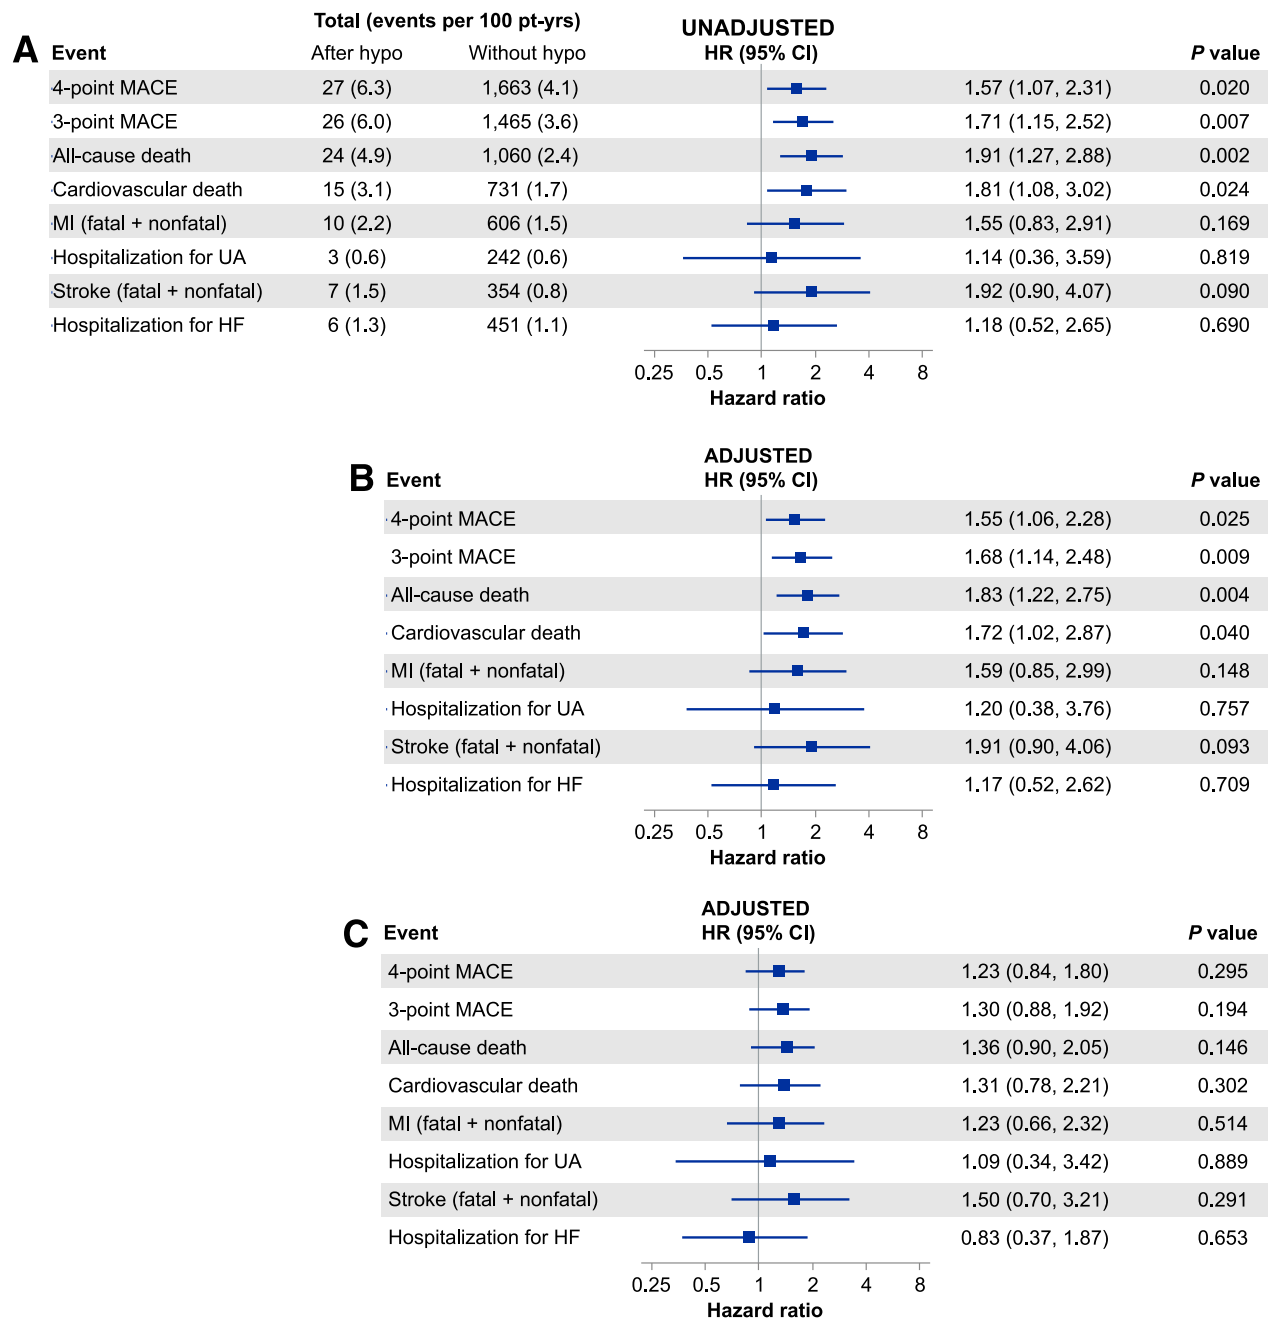 Total (events per 100 pt-yrs)
UNADJUSTED
A Event After hypo Without hypo HR (95% CI) P value
4-point MACE 27 (6.3) 1,663 (4.1) 1.57 (1.07, 2.31) 0.020
3-point MACE 26 (6.0) 1,465 (3.6) 1.71 (1.15, 2.52) 0.007
All-cause death 24 (4.9) 1,060 (2.4) 1.91 (1.27, 2.88) 0.002
Cardiovascular death 15 (3.1) 731 (1.7) 1.81 (1.08, 3.02) 0.024
MI (fatal + nonfatal) 10 (2.2) 606 (1.5) 1.55 (0.83, 2.91) 0.169
Hospitalization for UA 3 (0.6) 242 (0.6) 1.14 (0.36, 3.59) 0.819
Stroke (fatal + nonfatal) 7 (1.5) 354 (0.8) 1.92 (0.90, 4.07) 0.090
Hospitalization for HF 6 (1.3) 451 (1.1) 1.18 (0.52, 2.65) 0.690
0.25 0.5 1 2 4 8
Hazard ratio
ADJUSTED
B Event HR (95% CI) P value
4-point MACE 1.55 (1.06, 2.28) 0.025
3-point MACE 1.68 (1.14, 2.48) 0.009
All-cause death 1.83 (1.22, 2.75) 0.004
Cardiovascular death 1.72 (1.02, 2.87) 0.040
MI (fatal + nonfatal) 1.59 (0.85, 2.99) 0.148
Hospitalization for UA 1.20 (0.38, 3.76) 0.757
Stroke (fatal + nonfatal) 1.91 (0.90, 4.06) 0.093
Hospitalization for HF 1.17 (0.52, 2.62) 0.709
0.25 0.5 1 2 4 8
Hazard ratio
ADJUSTED
C Event HR (95% CI) P value
4-point MACE 1.23 (0.84, 1.80) 0.295
3-point MACE 1.30 (0.88, 1.92) 0.194
All-cause death 1.36 (0.90, 2.05) 0.146
Cardiovascular death 1.31 (0.78, 2.21) 0.302
MI (fatal + nonfatal) 1.23 (0.66, 2.32) 0.514
Hospitalization for UA 1.09 (0.34, 3.42) 0.889
Stroke (fatal + nonfatal) 1.50 (0.70, 3.21) 0.291
Hospitalization for HF 0.83 (0.37, 1.87) 0.653
0.25 0.5 1 2 4 8
Hazard ratio